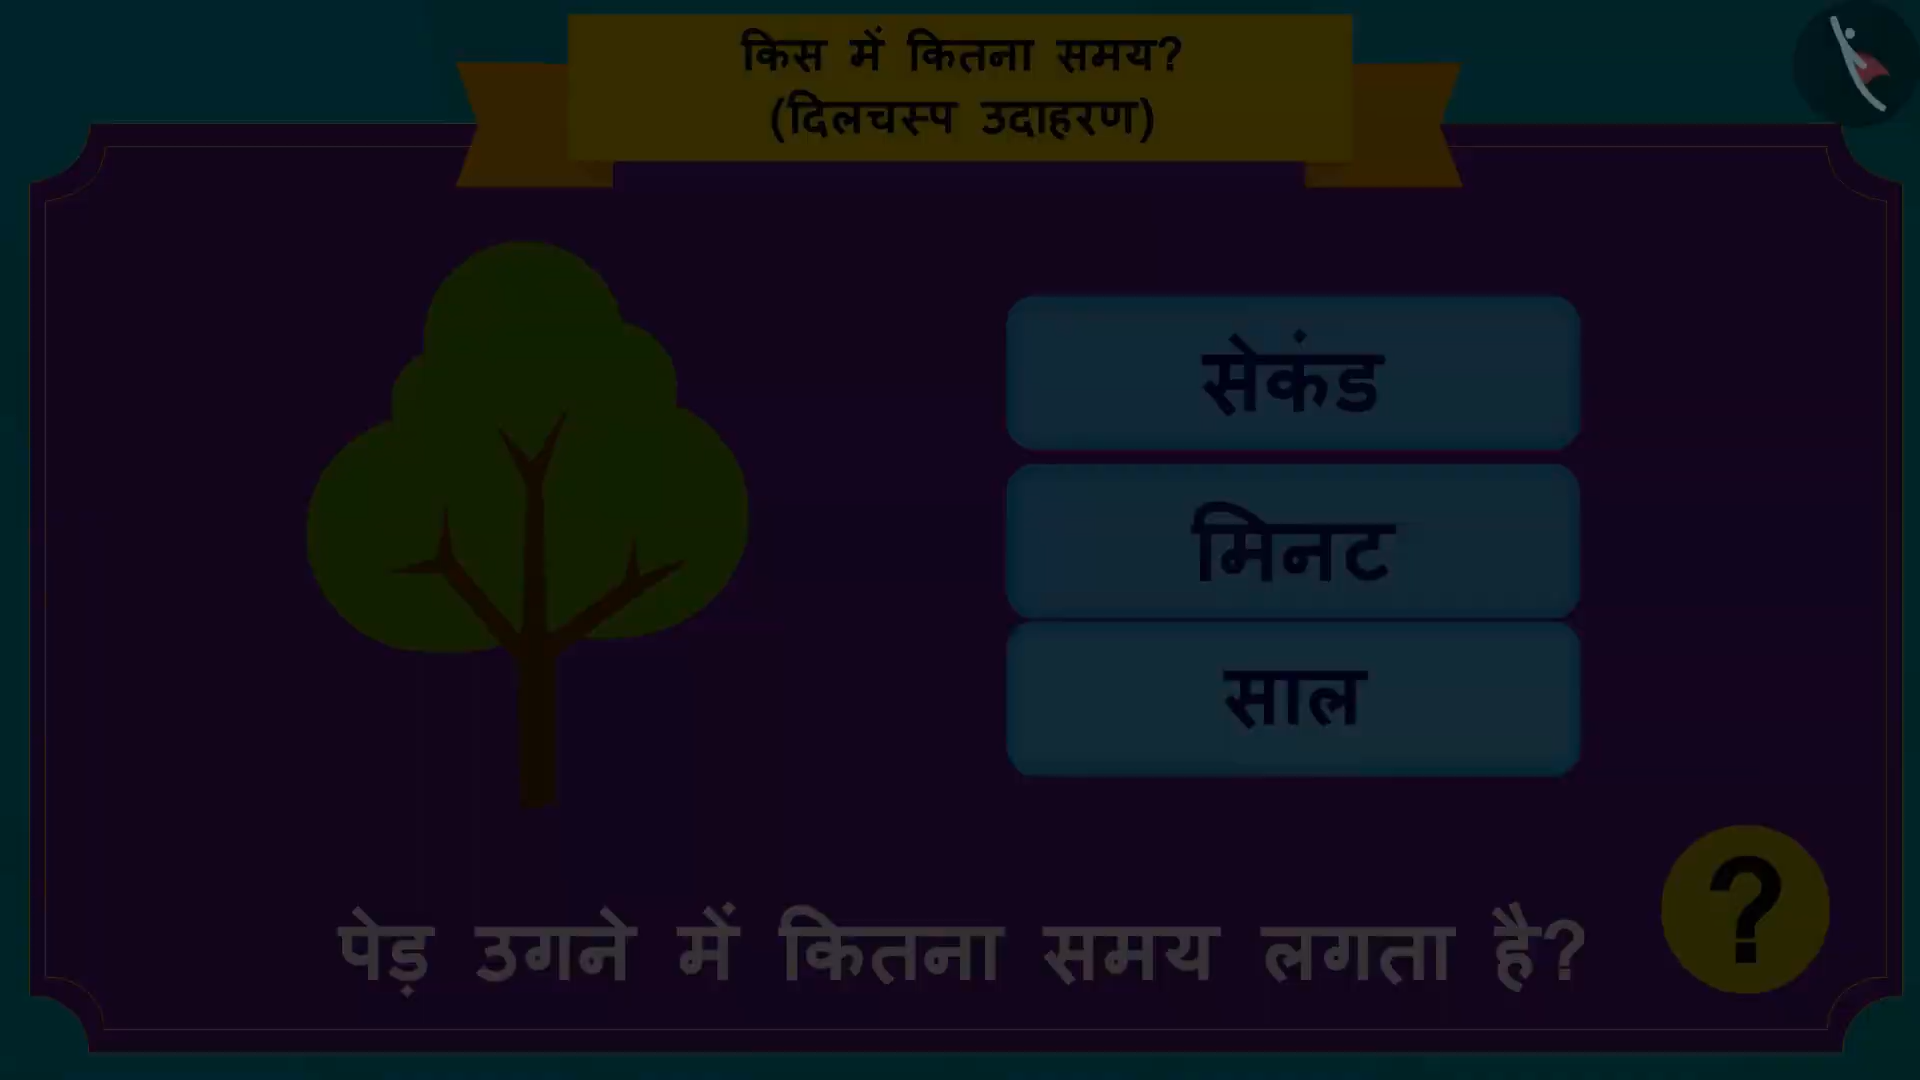 किस में कितना समय?
(दिलचस्प उदाहरण)
सेकंड
मिनट
साल
पेड़ उगने में कितना समय लगता है?
?